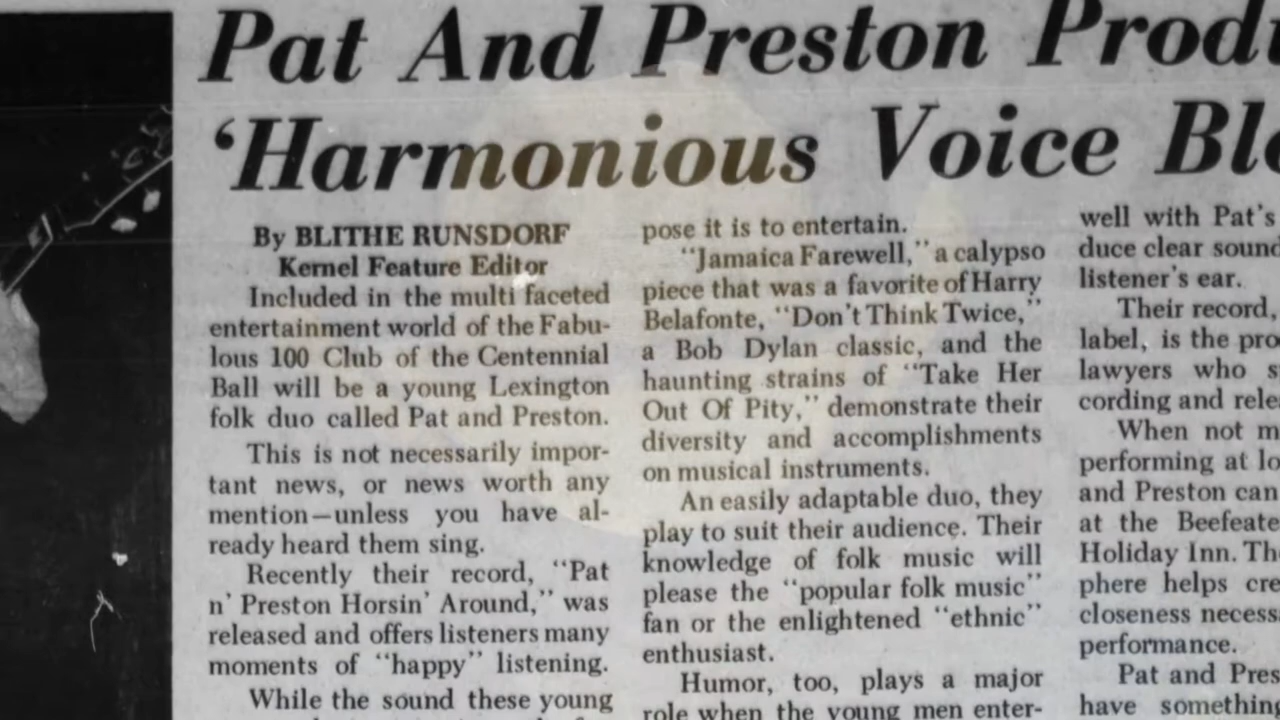 Pat And Preston
'Harmonious Voice
By BLITHE RUNSDORF
Kernel Feature Editor
Included in the multi faceted
entertainment world of the Fabu-
lous 100 Club of the Centennial
Ball will be a young Lexington
folk duo called Pat and Preston.
This is not necessarily impor-
tant news, or news worth any
mention—unless you have al-
ready heard them sing.
Recently their record, "Pat
n' Preston Horsin' Around," was
released and offers listeners many
moments of "happy" listening.
While the sound these young
pose it is to entertain.
"Jamaica Farewell," a calypso
piece that was a favorite of Harry
Belafonte, "Don't Think Twice,"
a Bob Dylan classic, and the
haunting strains of "Take Her
Out Of Pity," demonstrate their
diversity and accomplishments
on musical instruments.
An easily adaptable duo, they
play to suit their audience. Their
knowledge of folk music will
please the "popular folk music"
fan or the enlightened "ethnic"
enthusiast.
Humor, too, plays a major
role when the young men enter-
well with Pat's
duce clear sound
listener's ear.
Their record,
label, is the
lawyers who
cording and
When not
performing at
and Preston can
at the
Holiday Inn.
phere helps
closeness
performance.
Pat and
have